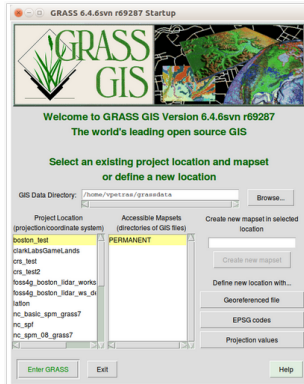 GRASS 6.4.6svn r69287 Startup
GRASS
GIS
Welcome to GRASS GIS Version 6.4.6svn r69287
The world's leading open source GIS
Select an existing project location and mapset
or define a new location
GIS Data Directory: /home/vpetras/grassdata Browse...
Project Location
(projection/coordinate system)
boston_test
clarkLabsGameLands
crs_test
crs_test2
foss4g_boston_lidar_works
foss4g_boston_lidar_ws_de
latlon
nc_basic_spm_grass7
nc_spf
nc_spm_08_grass7
Accessible Mapsets
(directories of GIS files)
PERMANENT
Create new mapset in selected
location
Create new mapset
Define new location with...
Georeferenced file
EPSG codes
Projection values
Enter GRASS Exit Help